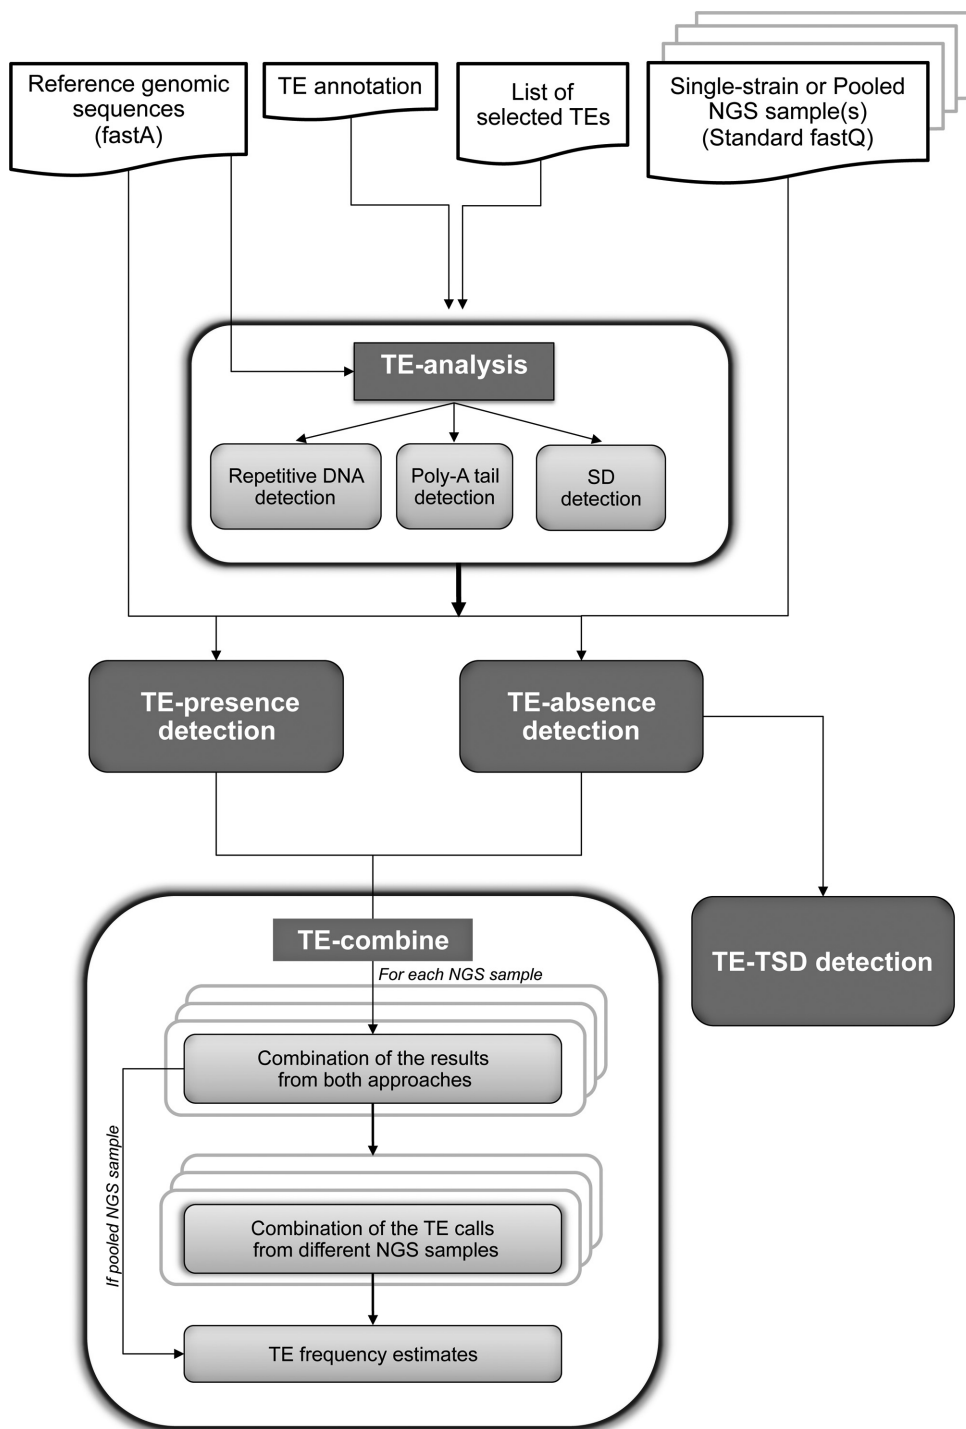 Reference genomic
sequences
(fastA)
TE annotation
List of
selected TEs
Single-strain or Pooled
NGS sample(s)
(Standard fastQ)
TE-analysis
Repetitive DNA
detection
Poly-A tail
detection
SD
detection
TE-presence
detection
TE-absence
detection
TE-TSD detection
TE-combine
For each NGS sample
Combination of the results
from both approaches
If pooled NGS sample
Combination of the TE calls
from different NGS samples
TE frequency estimates